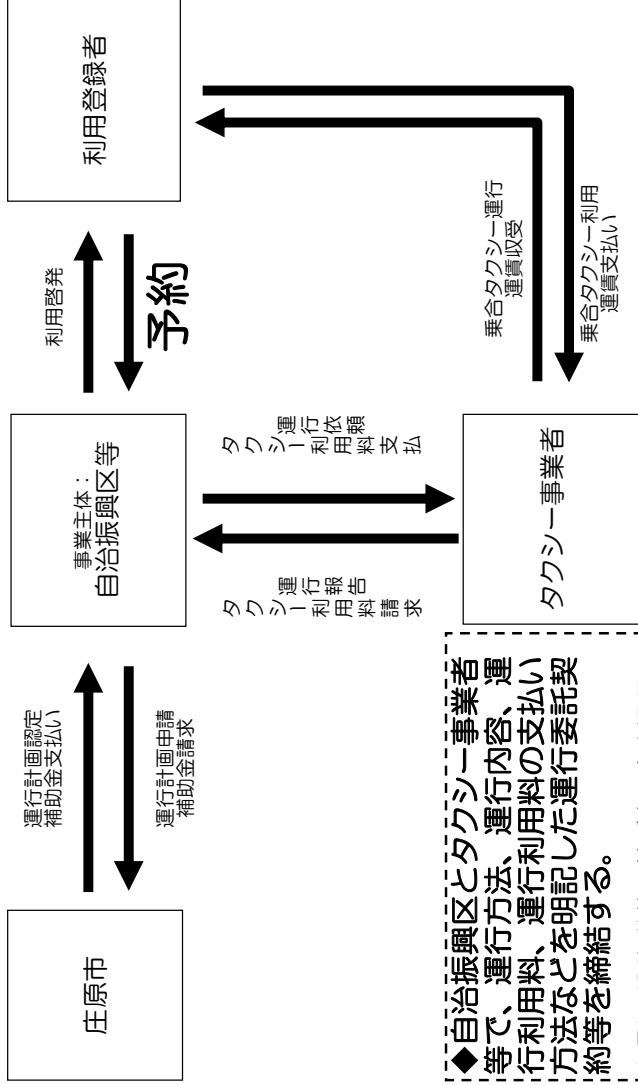 庄原市
運行計画認定
補助金支払い
運行計画申請
補助金請求
事業主体：
自治振興区等
利用啓発
予約
利用登録者
運行報告
タクシー利用料請求
運行依頼
タクシー利用料支払
タクシー事業者
乗合タクシー運行
運賃収受
乗合タクシー利用
運賃支払い
◆自治振興区とタクシー事業者
等で、運行方法、運行内容、運
行利用料、運行利用料の支払い
方法などを明記した運行委託契
約等を締結する。